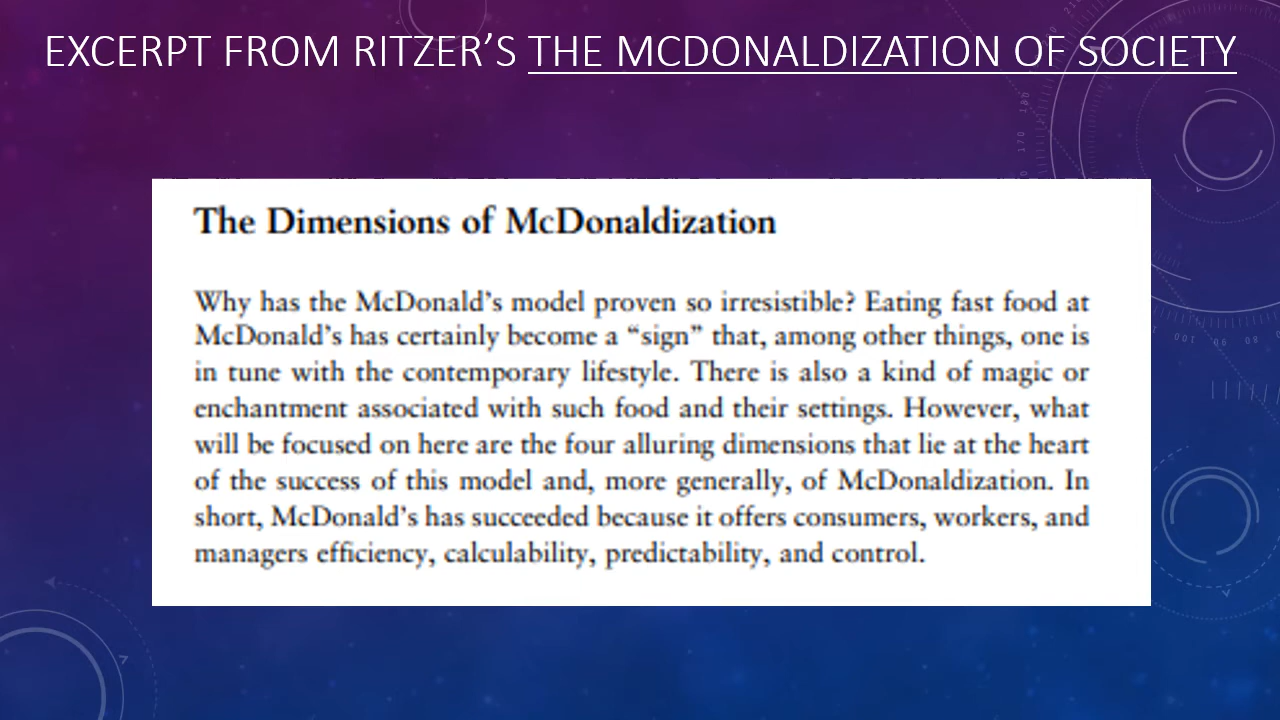 EXCERPT FROM RITZER’S THE MCDONALDIZATION OF SOCIETY
The Dimensions of McDonaldization
Why has the McDonald’s model proven so irresistible? Eating fast food at
McDonald’s has certainly become a “sign” that, among other things, one is
in tune with the contemporary lifestyle. There is also a kind of magic or
enchantment associated with such food and their settings. However, what
will be focused on here are the four alluring dimensions that lie at the heart
of the success of this model and, more generally, of McDonaldization. In
short, McDonald’s has succeeded because it offers consumers, workers, and
managers efficiency, calculability, predictability, and control.